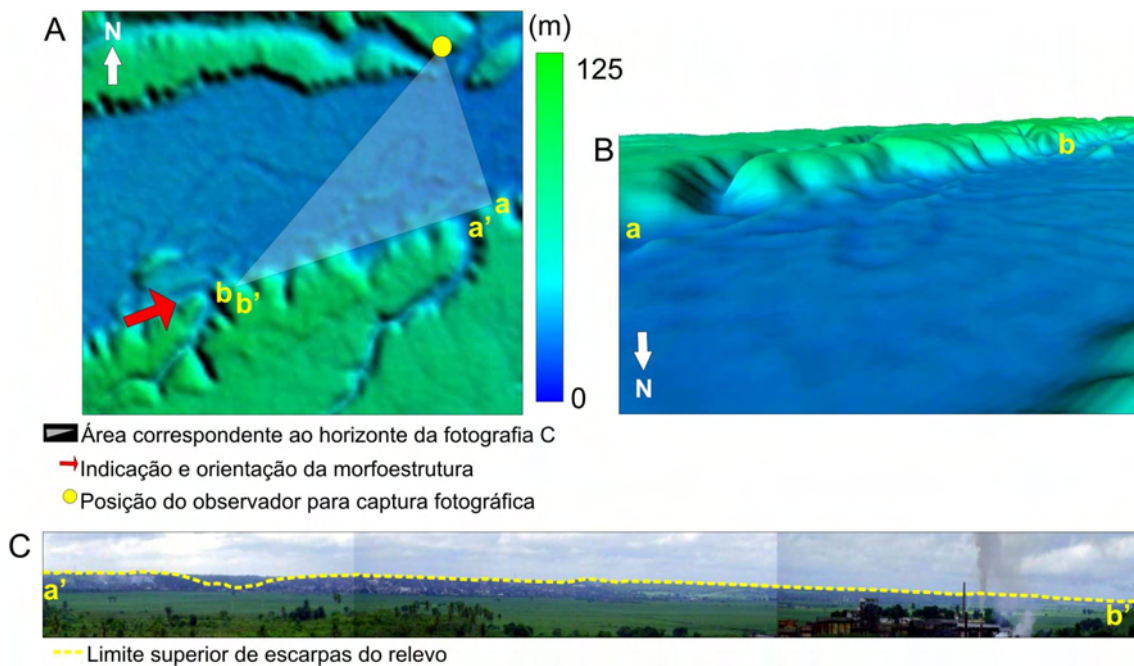 A
N
(m)
125
0
a
a'
b
b'
B
a
b
N
Área correspondente ao horizonte da fotografia C
Indicação e orientação da morfoestrutura
Posição do observador para captura fotográfica
C
a'
b'
Limite superior de escarpas do relevo